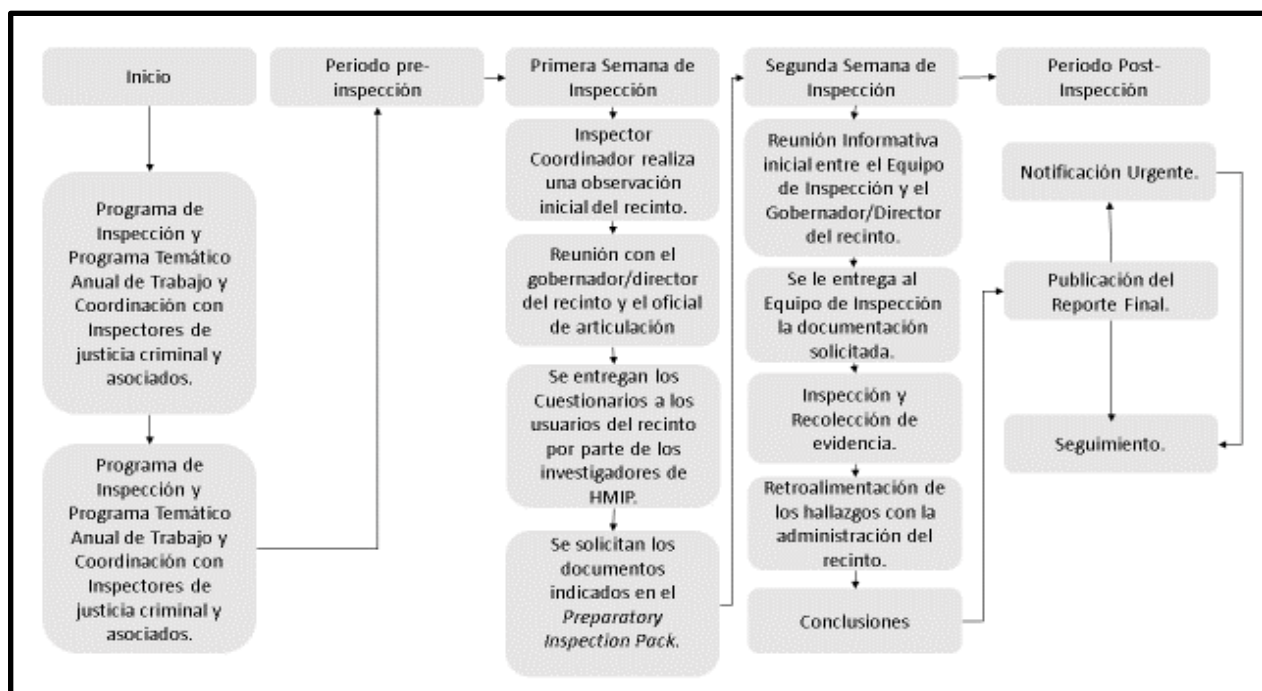 Inicio
Programa de
Inspección y
Programa Temático
Anual de Trabajo y
Coordinación con
Inspectores de
justicia criminal y
asociados.
Programa de
Inspección y
Programa Temático
Anual de Trabajo y
Coordinación con
Inspectores de
justicia criminal y
asociados.
Periodo pre-
inspección
Primera Semana de
Inspección
Inspector
Coordinador realiza
una observación
inicial del recinto.
Reunión con el
gobernador/director
del recinto y el oficial
de articulación
Se entregan los
Cuestionarios a los
usuarios del recinto
por parte de los
investigadores de
HMIP.
Se solicitan los
documentos
indicados en el
Preparatory
Inspection Pack.
Segunda Semana de
Inspección
Reunión Informativa
inicial entre el Equipo
de Inspección y el
Gobernador/Director
del recinto.
Se le entrega al
Equipo de Inspección
la documentación
solicitada.
Inspección y
Recolección de
evidencia.
Retroalimentación de
los hallazgos con la
administración del
recinto.
Conclusiones
Periodo Post-
Inspección
Notificación Urgente.
Publicación del
Reporte Final.
Seguimiento.